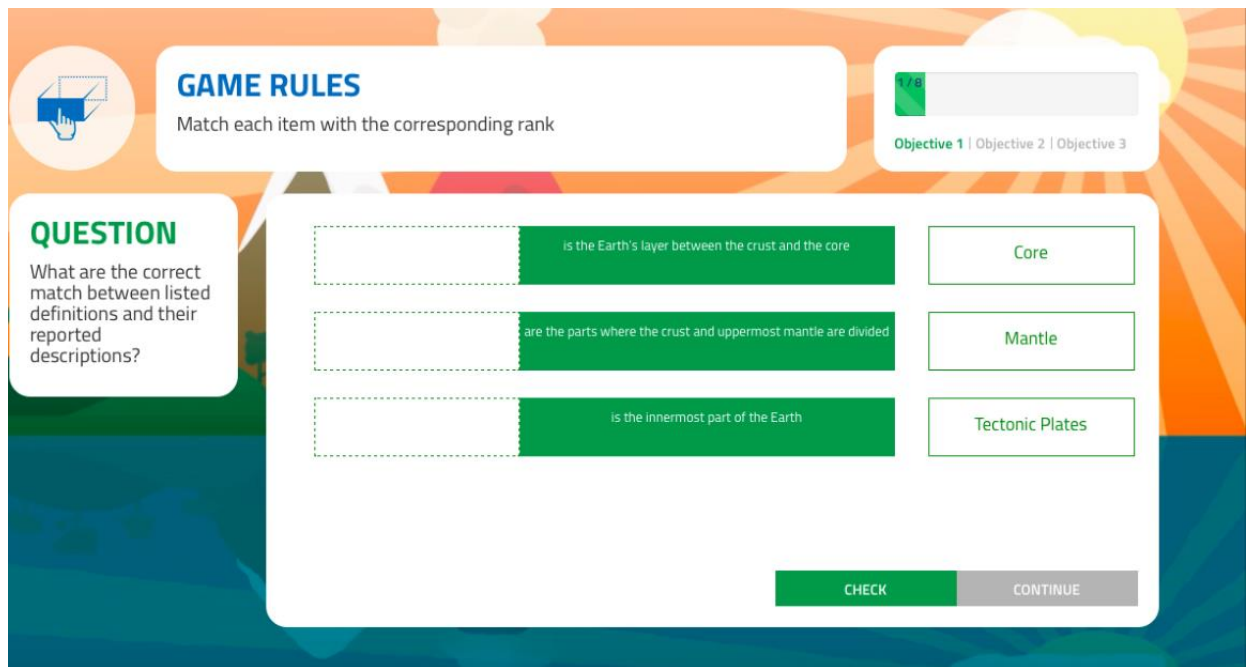 GAME RULES
Match each item with the corresponding rank
1 / 8
Objective 1 | Objective 2 | Objective 3
QUESTION
What are the correct
match between listed
definitions and their
reported
descriptions?
is the Earth's layer between the crust and the core
Core
are the parts where the crust and uppermost mantle are divided
Mantle
is the innermost part of the Earth
Tectonic Plates
CHECK
CONTINUE